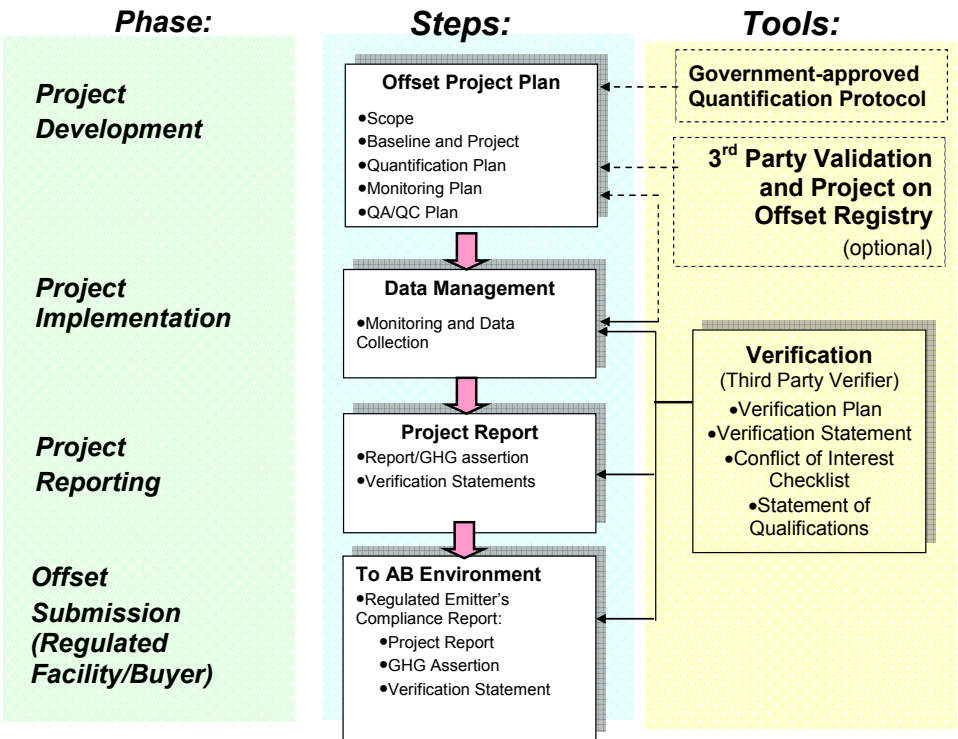 Phase:
Steps:
Tools:
Project
Development
Offset Project Plan
•Scope
•Baseline and Project
•Quantification Plan
•Monitoring Plan
•QA/QC Plan
Government-approved
Quantification Protocol
3rd Party Validation
and Project on
Offset Registry
(optional)
Project
Implementation
Data Management
•Monitoring and Data
Collection
Verification
(Third Party Verifier)
•Verification Plan
•Verification Statement
•Conflict of Interest
Checklist
•Statement of
Qualifications
Project
Reporting
Project Report
•Report/GHG assertion
•Verification Statements
Offset
Submission
(Regulated
Facility/Buyer)
To AB Environment
•Regulated Emitter's
Compliance Report:
•Project Report
•GHG Assertion
•Verification Statement